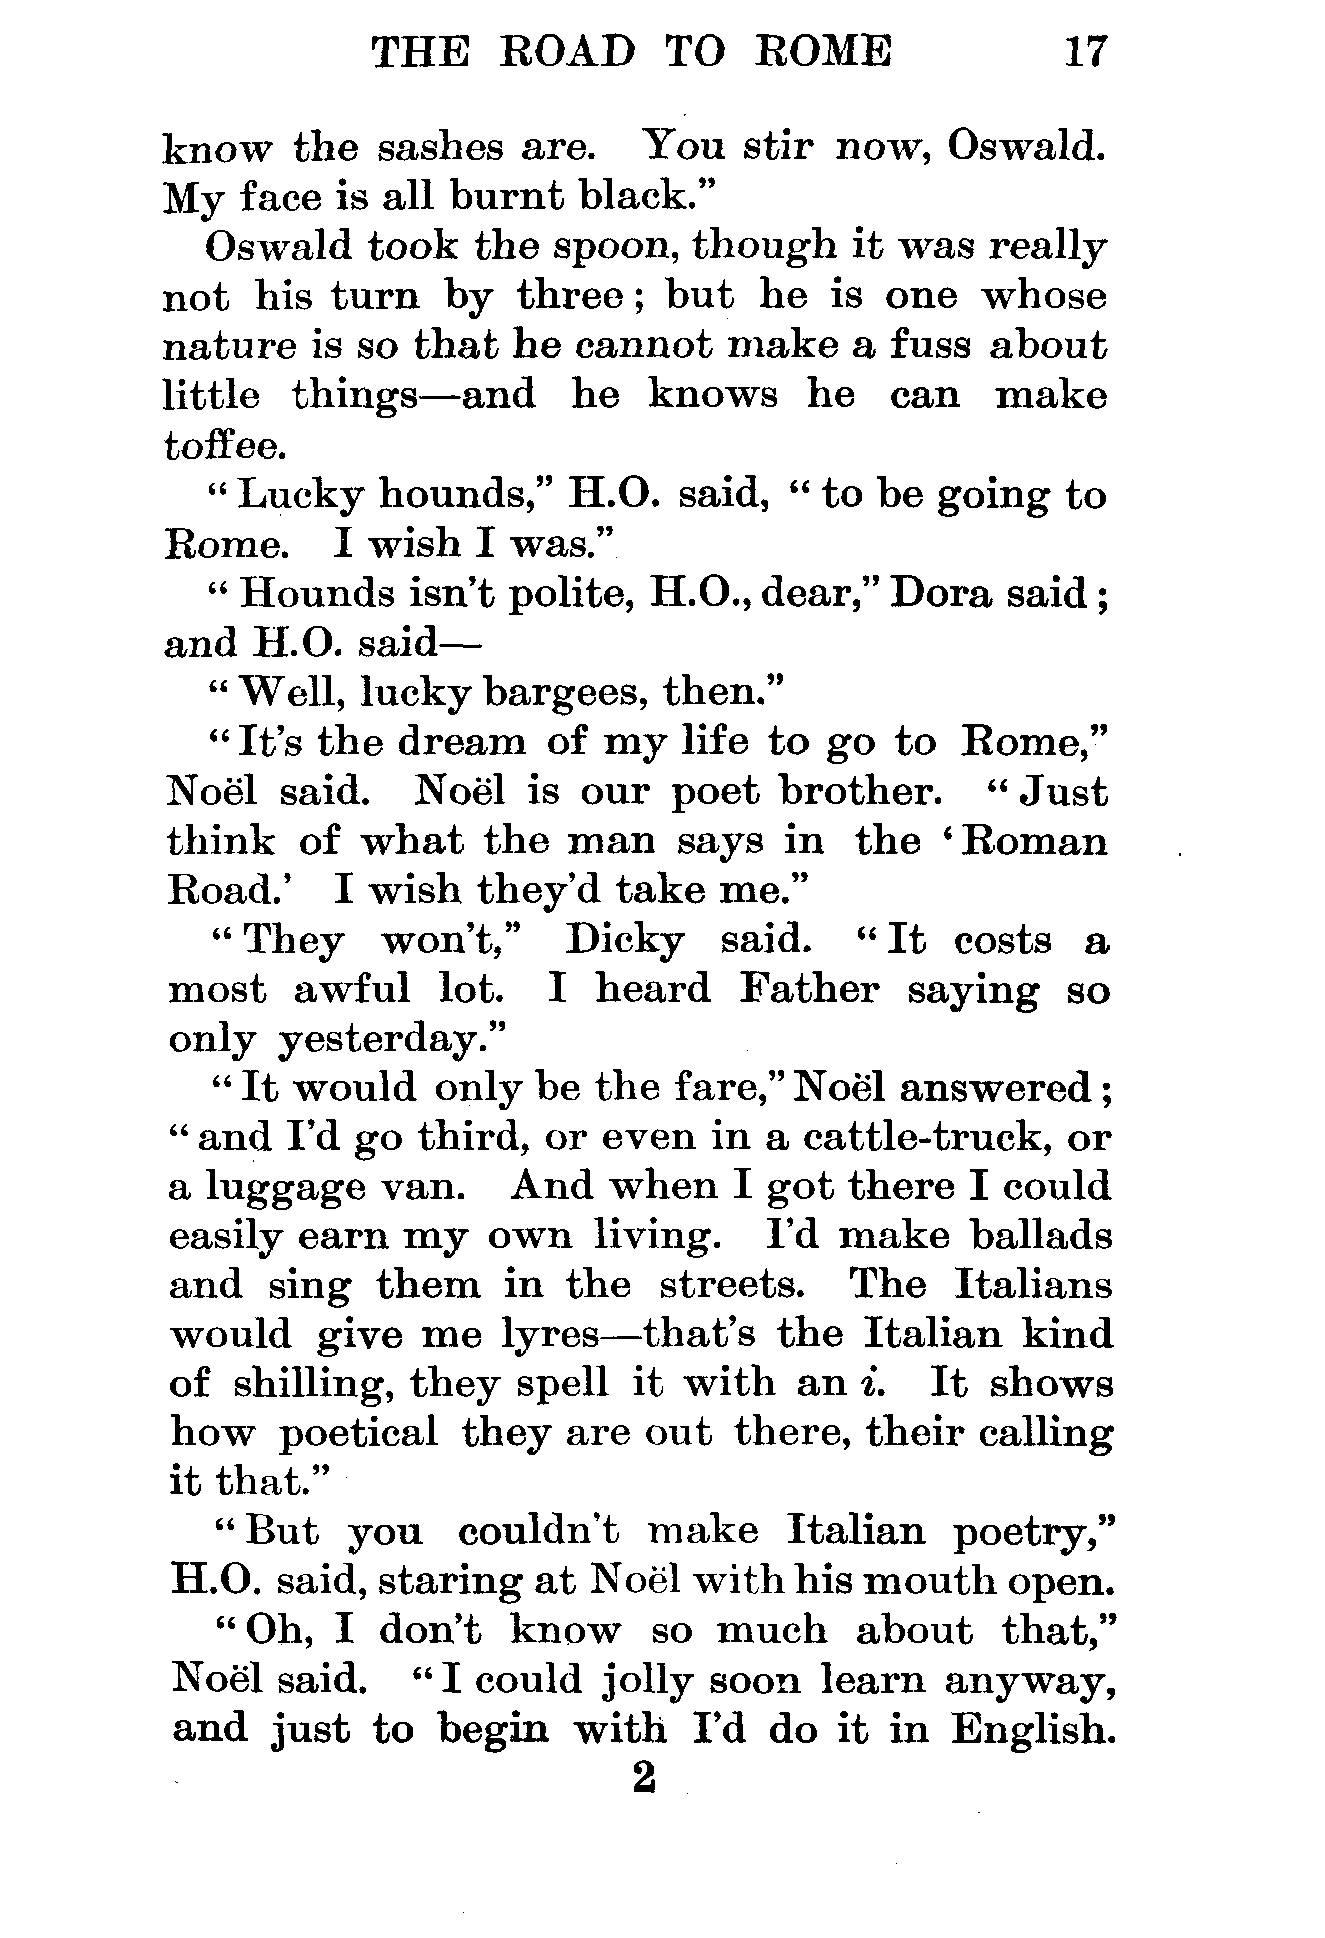 THE ROAD TO ROME 17
know the sashes are. You stir now, Oswald.
My face is all burnt black.”
Oswald took the spoon, though it was really
not his turn by three; but he is one whose
nature is so that he cannot make a fuss about
little things—and he knows he can make
toffee.
“Lucky hounds,” H.O. said, “to be going to
Rome. I wish I was.”
“Hounds isn’t polite, H.O., dear,” Dora said;
and H.O. said—
“Well, lucky bargees, then.”
“It’s the dream of my life to go to Rome,”
Noël said. Noël is our poet brother. “Just
think of what the man says in the ‘Roman
Road.’ I wish they’d take me.”
“They won’t,” Dicky said. “It costs a
most awful lot. I heard Father saying so
only yesterday.”
“It would only be the fare,” Noël answered;
“and I’d go third, or even in a cattle-truck, or
a luggage van. And when I got there I could
easily earn my own living. I’d make ballads
and sing them in the streets. The Italians
would give me lyres—that’s the Italian kind
of shilling, they spell it with an i. It shows
how poetical they are out there, their calling
it that.”
“But you couldn’t make Italian poetry,”
H.O. said, staring at Noël with his mouth open.
“Oh, I don’t know so much about that,”
Noël said. “I could jolly soon learn anyway,
and just to begin with I’d do it in English.
2